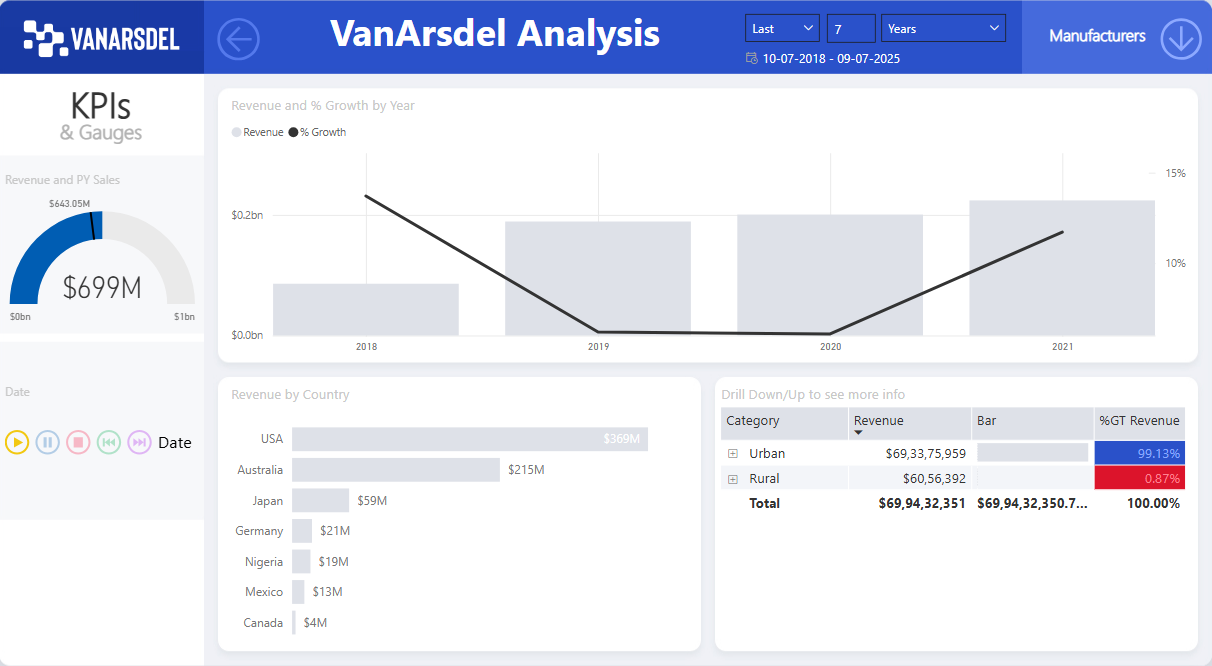 VANARSDEL
VanArsdel Analysis
Last 7 Years
10-07-2018 - 09-07-2025
Manufacturers
KPIs
& Gauges
Revenue and PY Sales
$643.05M
$699M
$0bn $1bn
Date
Date
Revenue and % Growth by Year
Revenue % Growth
15%
$0.2bn
10%
$0.0bn
2018 2019 2020 2021
Revenue by Country
USA $369M
Australia $215M
Japan $59M
Germany $21M
Nigeria $19M
Mexico $13M
Canada $4M
Drill Down/Up to see more info
Category Revenue Bar %GT Revenue
Urban $69,33,75,959 99.13%
Rural $60,56,392 0.87%
Total $69,94,32,351 $69,94,32,350.7... 100.00%